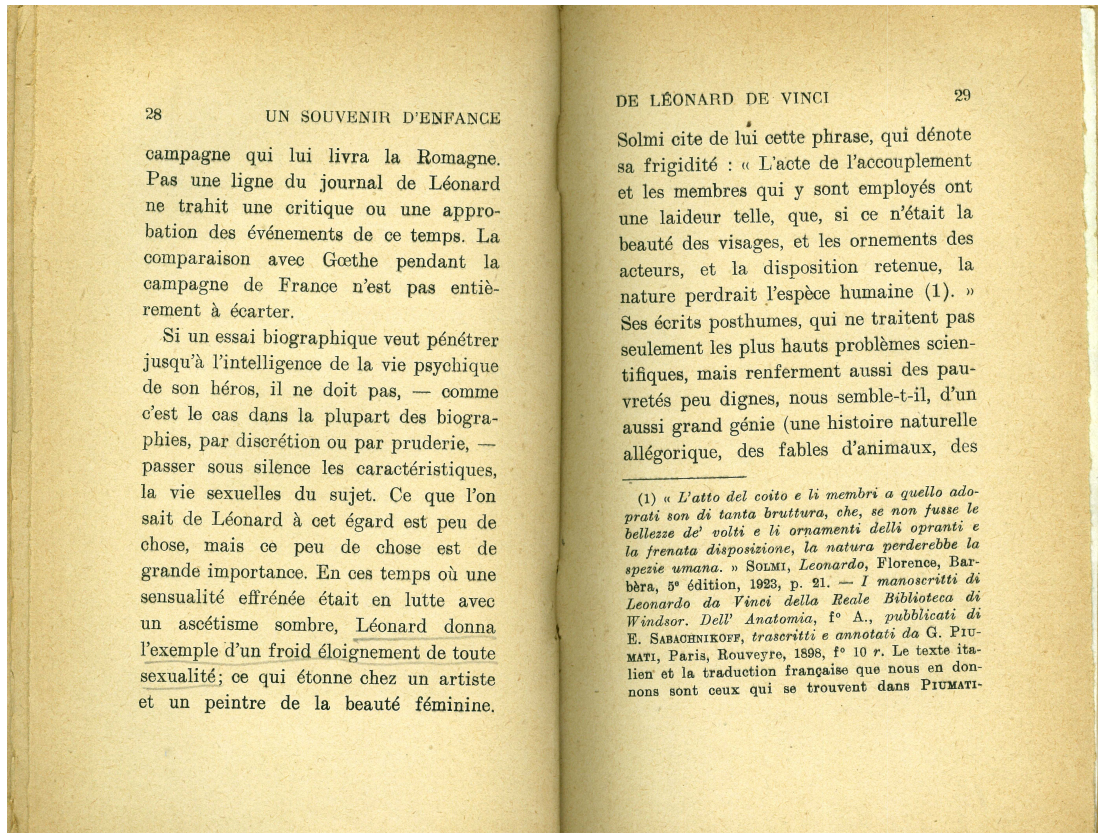 28 UN SOUVENIR D'ENFANCE
campagne qui lui livra la Romagne.
Pas une ligne du journal de Léonard
ne trahit une critique ou une appro-
bation des événements de ce temps. La
comparaison avec Gœthe pendant la
campagne de France n'est pas entiè-
rement à écarter.
Si un essai biographique veut pénétrer
jusqu'à l'intelligence de la vie psychique
de son héros, il ne doit pas, — comme
c'est le cas dans la plupart des biogra-
phies, par discrétion ou par pruderie, —
passer sous silence les caractéristiques,
la vie sexuelles du sujet. Ce que l'on
sait de Léonard à cet égard est peu de
chose, mais ce peu de chose est de
grande importance. En ces temps où une
sensualité effrénée était en lutte avec
un ascétisme sombre, Léonard donna
l'exemple d'un froid éloignement de toute
sexualité; ce qui étonne chez un artiste
et un peintre de la beauté féminine.
DE LÉONARD DE VINCI 29
Solmi cite de lui cette phrase, qui dénote
sa frigidité : « L'acte de l'accouplement
et les membres qui y sont employés ont
une laideur telle, que, si ce n'était la
beauté des visages, et les ornements des
acteurs, et la disposition retenue, la
nature perdrait l'espèce humaine (1). »
Ses écrits posthumes, qui ne traitent pas
seulement les plus hauts problèmes scien-
tifiques, mais renferment aussi des pau-
vretés peu dignes, nous semble-t-il, d'un
aussi grand génie (une histoire naturelle
allégorique, des fables d'animaux, des
(1) « L'atto del coito e li membri a quello ado-
prati son di tanta bruttura, che, se non fusse le
bellezze de' volti e li ornamenti delli opranti e
la frenata disposizione, la natura perderebbe la
spezie umana. » SOLMI, Leonardo, Florence, Bar-
bèra, 5e édition, 1923, p. 21. — I manoscritti di
Leonardo da Vinci della Reale Biblioteca di
Windsor. Dell' Anatomia, f° A., pubblicati di
E. SABACHNIKOFF, trascritti e annotati da G. PIU-
MATI, Paris, Rouveyre, 1898, f° 10 r. Le texte ita-
lien et la traduction française que nous en don-
nons sont ceux qui se trouvent dans PIUMATI-